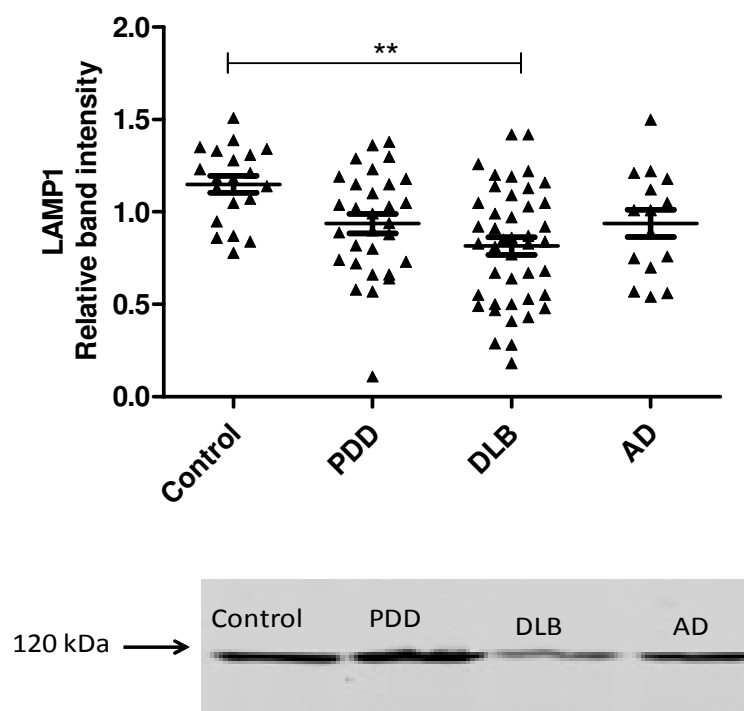 2.0
**
1.5
1.0
0.5
0.0
LAMP1
Relative band intensity
Control
PDD
DLB
AD
Control
PDD
DLB
AD
120 kDa